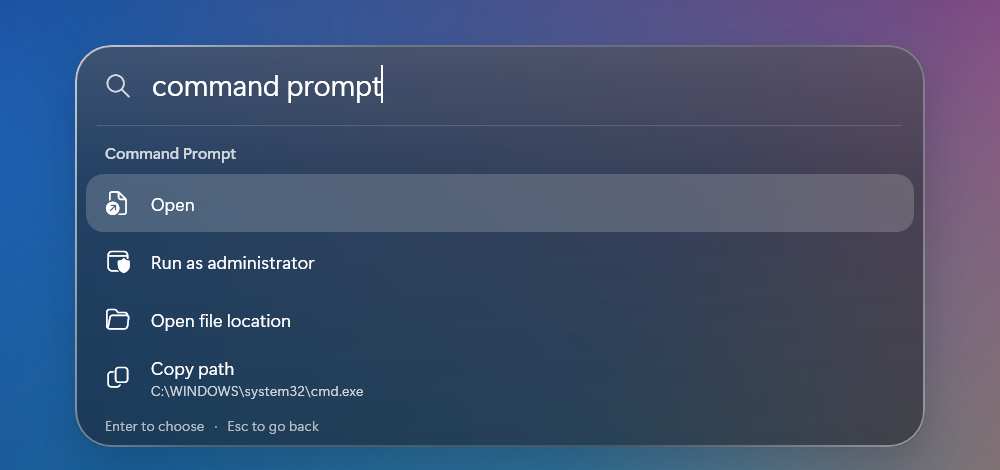 command prompt
Command Prompt
Open
Run as administrator
Open file location
Copy path
C:\WINDOWS\system32\cmd.exe
Enter to choose · Esc to go back